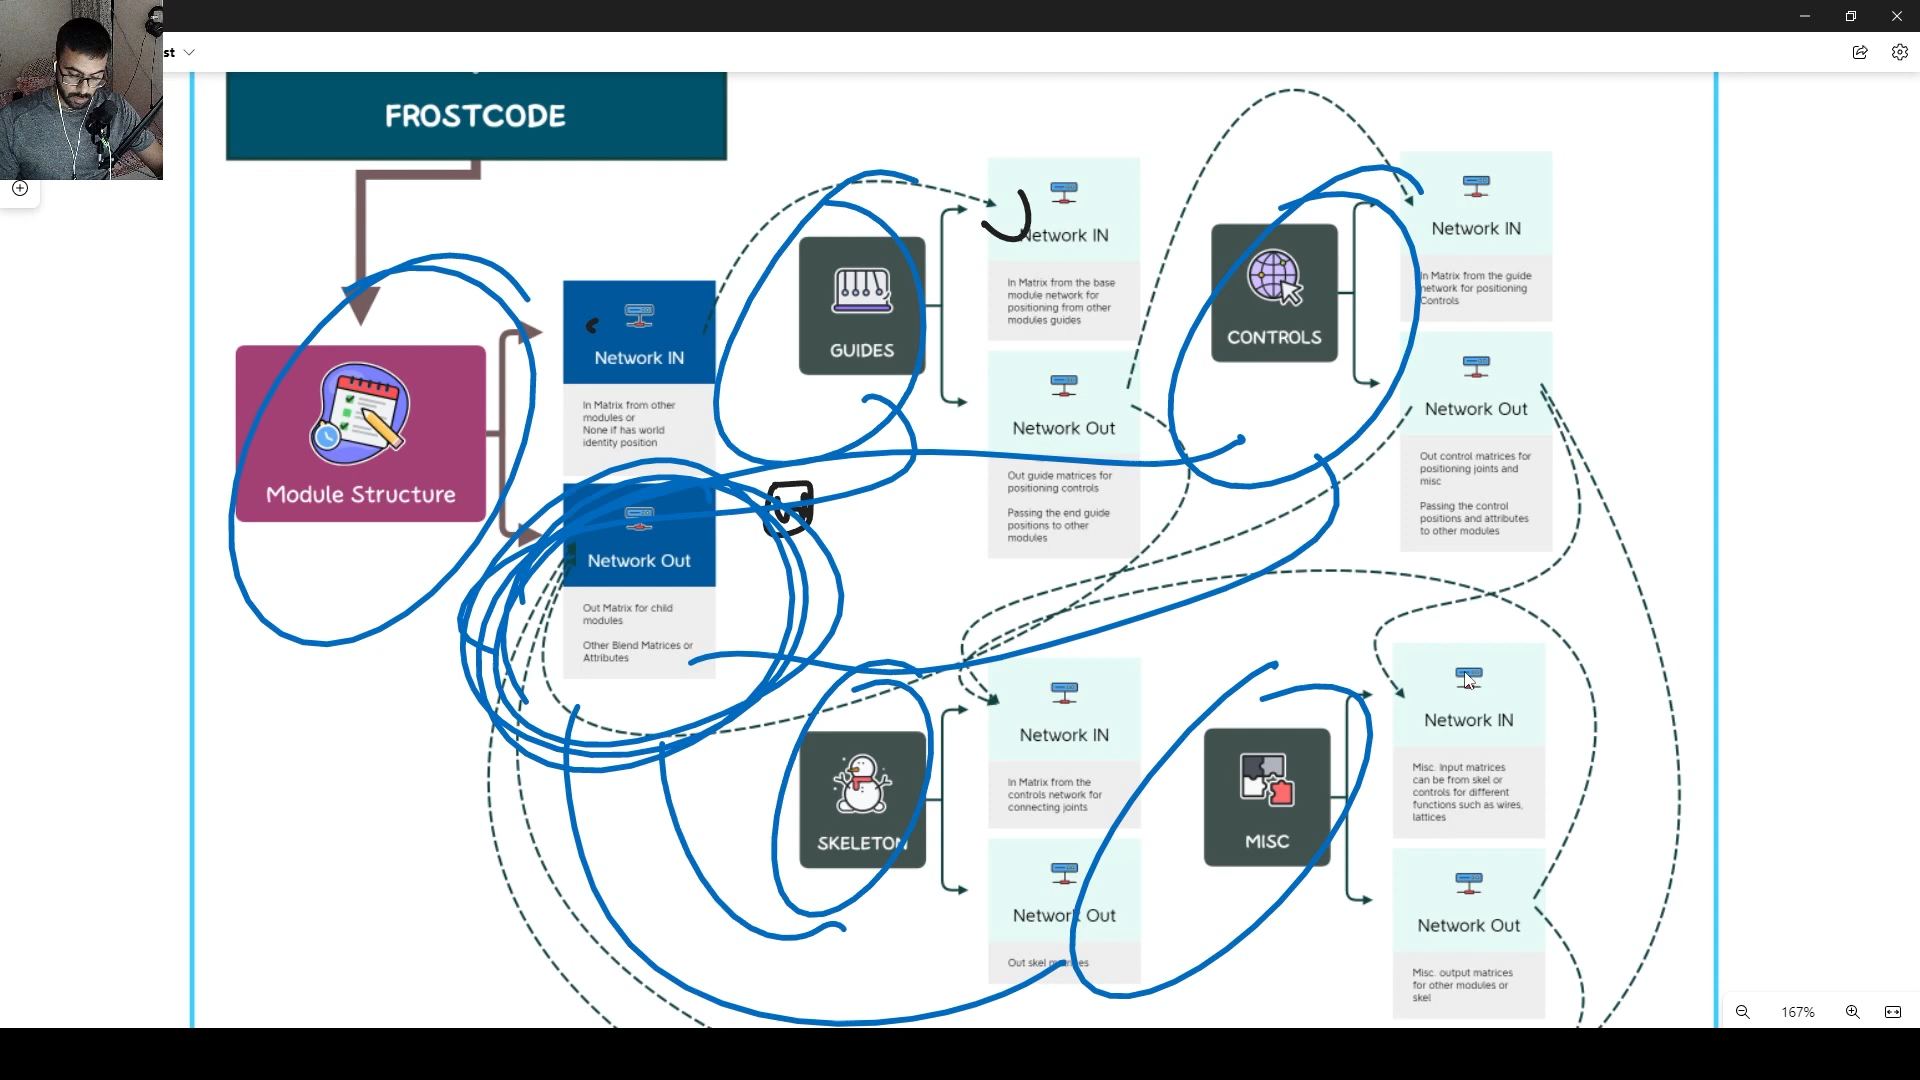 st
FROSTCODE
Module Structure
Network IN
In Matrix from other
modules or
None if has world
identity position
Network Out
Out Matrix for child
modules
Other Blend Matrices or
Attributes
GUIDES
Network IN
In Matrix from the base
module network for
positioning from other
modules guides
Network Out
Out guide matrices for
positioning controls
Passing the end guide
positions to other
modules
CONTROLS
Network IN
In Matrix from the guide
network for positioning
Controls
Network Out
Out control matrices for
positioning joints and
misc
Passing the control
positions and attributes
to other modules
SKELETON
Network IN
In Matrix from the
controls network for
connecting joints
Network Out
Out skel matrices
MISC
Network IN
Misc. Input matrices
can be from skel or
controls for different
functions such as wires,
lattices
Network Out
Misc. output matrices
for other modules or
skel
167%